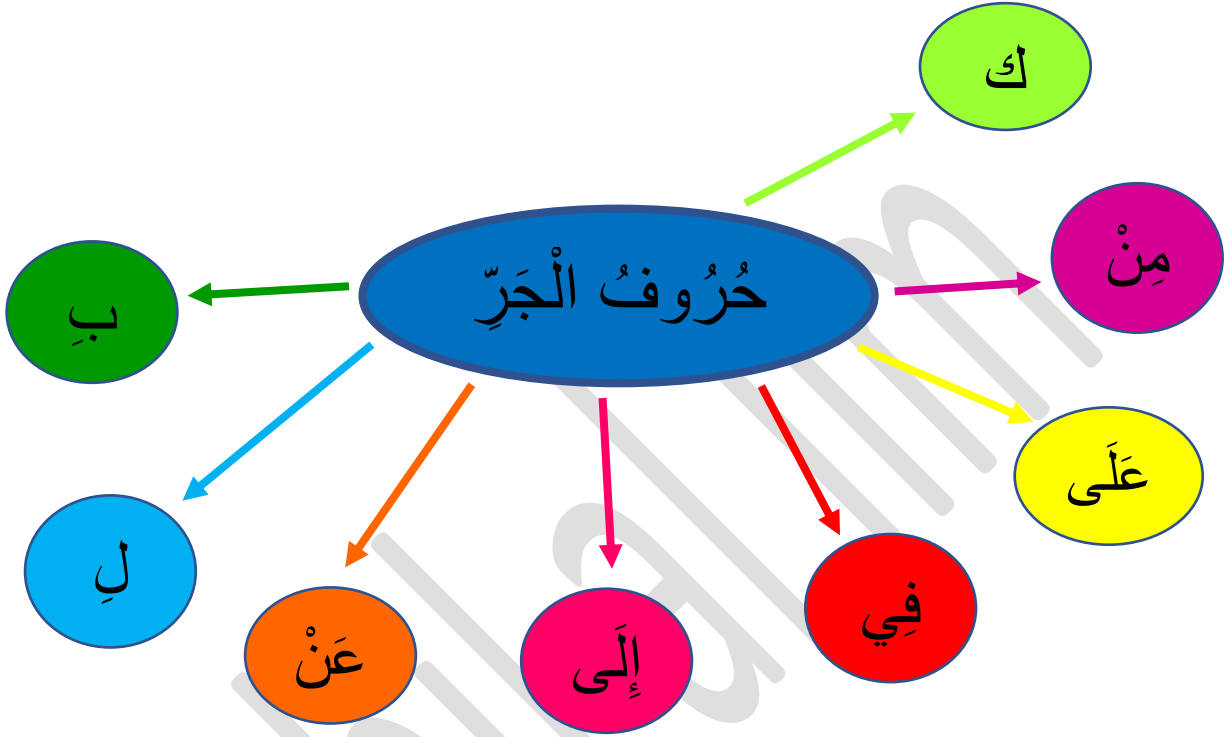 حُرُوفُ الْجَرِّ
ك
مِنْ
عَلَى
فِي
إِلَى
عَنْ
لِ
بِ